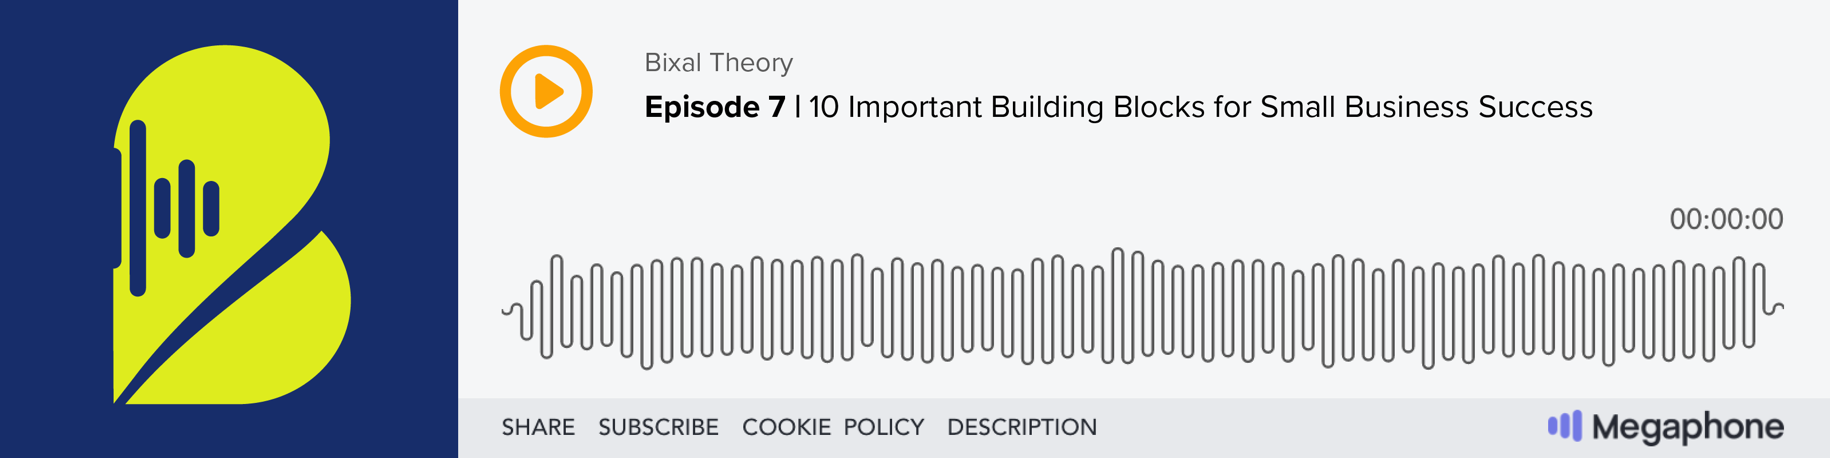 Bixal Theory
Episode 7 | 10 Important Building Blocks for Small Business Success
00:00:00
SHARE SUBSCRIBE COOKIE POLICY DESCRIPTION
Megaphone